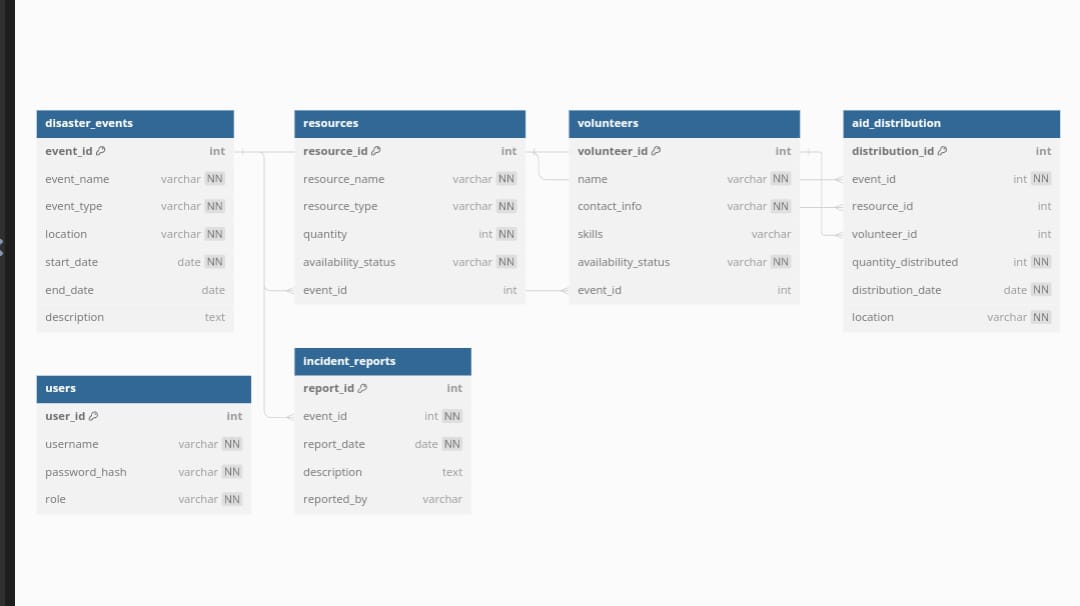 disaster_events
event_id int
event_name varchar NN
event_type varchar NN
location varchar NN
start_date date NN
end_date date
description text
resources
resource_id int
resource_name varchar NN
resource_type varchar NN
quantity int NN
availability_status varchar NN
event_id int
volunteers
volunteer_id int
name varchar NN
contact_info varchar NN
skills varchar
availability_status varchar NN
event_id int
aid_distribution
distribution_id int
event_id int NN
resource_id int
volunteer_id int
quantity_distributed int NN
distribution_date date NN
location varchar NN
users
user_id int
username varchar NN
password_hash varchar NN
role varchar NN
incident_reports
report_id int
event_id int NN
report_date date NN
description text
reported_by varchar